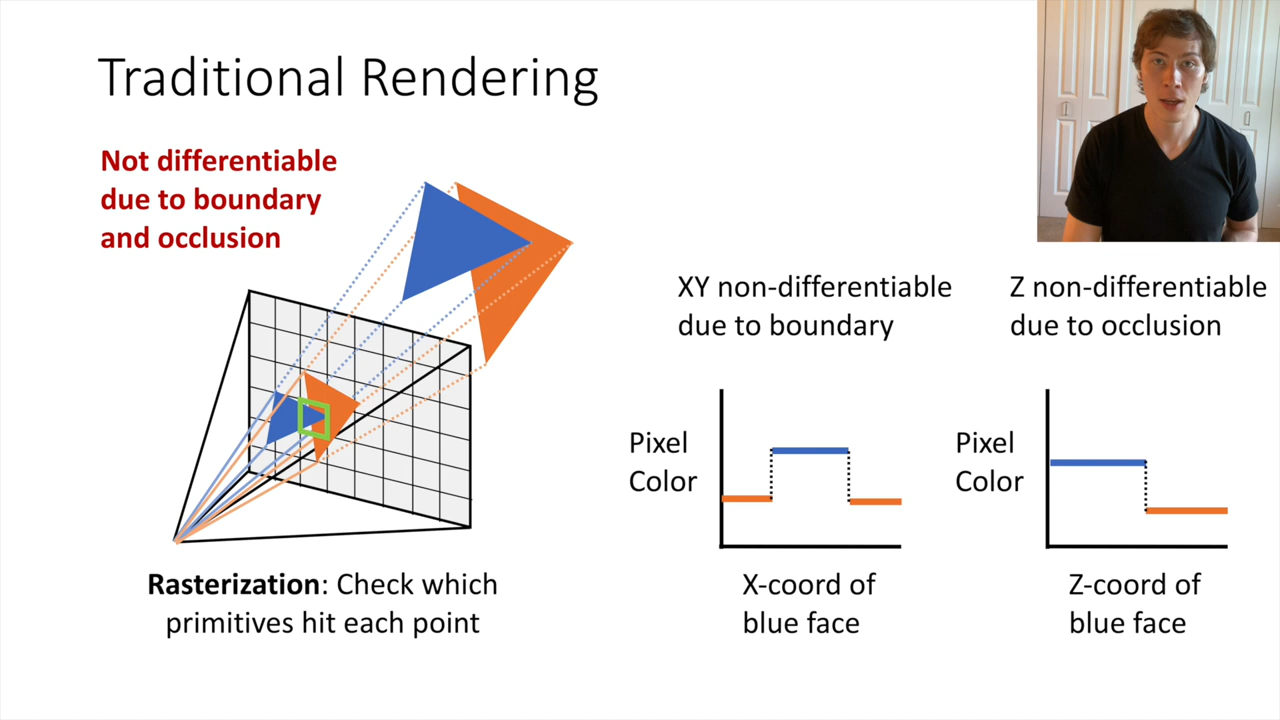 Traditional Rendering
Not differentiable
due to boundary
and occlusion
XY non-differentiable
due to boundary
Z non-differentiable
due to occlusion
Pixel
Color
Pixel
Color
X-coord of
blue face
Z-coord of
blue face
Rasterization: Check which
primitives hit each point